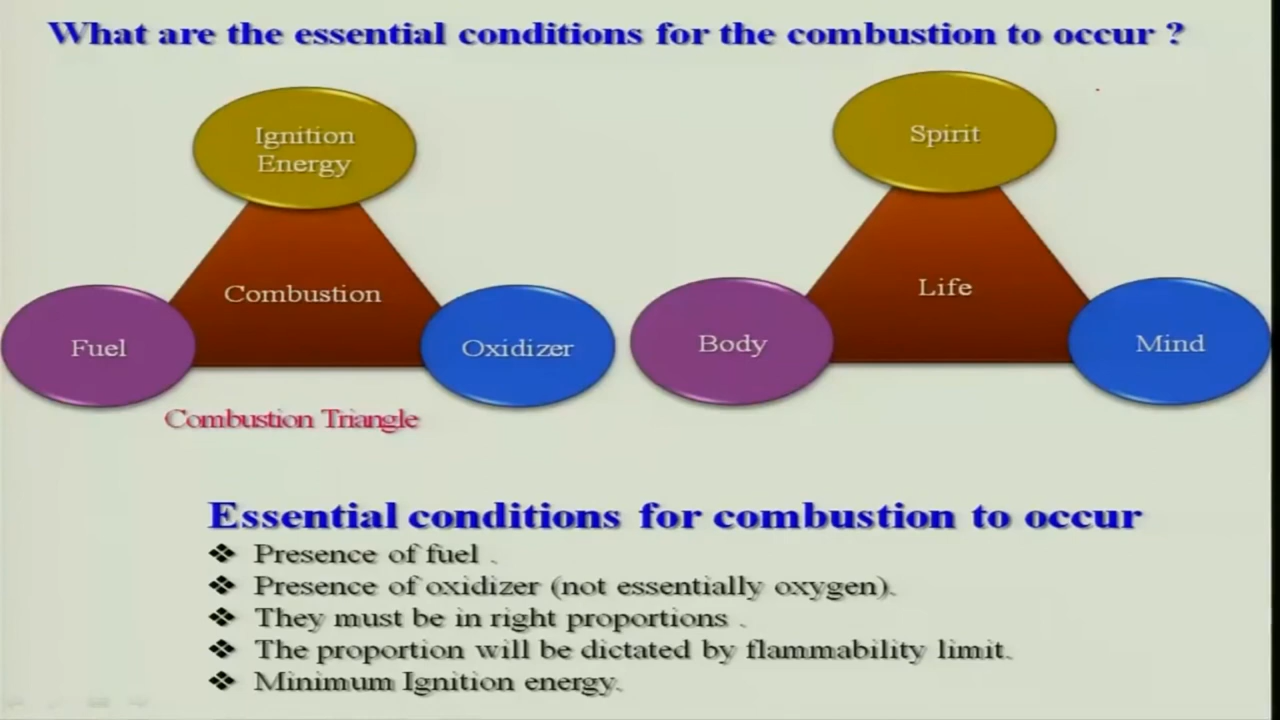 What are the essential conditions for the combustion to occur ?
Ignition
Energy
Combustion
Fuel
Oxidizer
Combustion Triangle
Spirit
Life
Body
Mind
Essential conditions for combustion to occur
❖ Presence of fuel .
❖ Presence of oxidizer (not essentially oxygen).
❖ They must be in right proportions .
❖ The proportion will be dictated by flammability limit.
❖ Minimum Ignition energy.